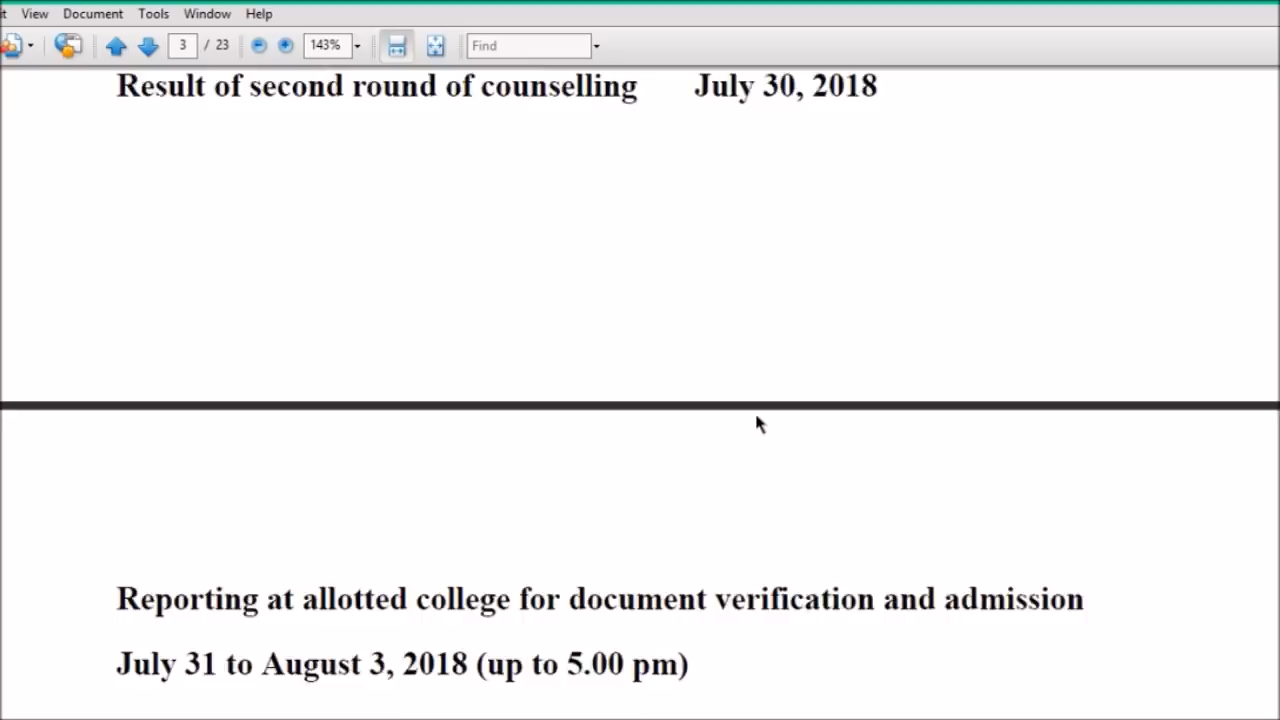 it View Document Tools Window Help
3 / 23 143% Find
Result of second round of counselling July 30, 2018
Reporting at allotted college for document verification and admission
July 31 to August 3, 2018 (up to 5.00 pm)